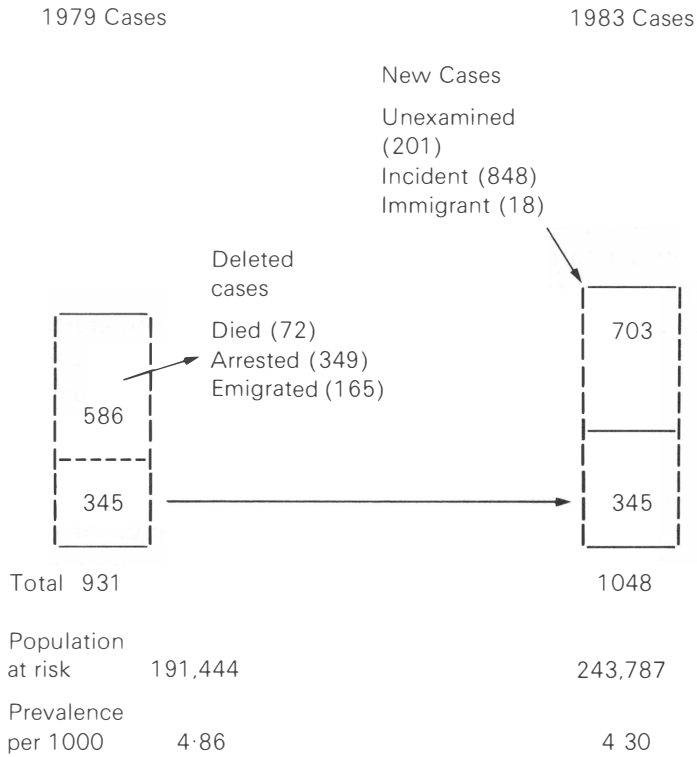 1979 Cases
1983 Cases
New Cases
Unexamined
(201)
Incident (848)
Immigrant (18)
Deleted
cases
Died (72)
Arrested (349)
Emigrated (165)
586
345
703
345
Total 931
1048
Population
at risk 191,444
243,787
Prevalence
per 1000 4·86
4 30